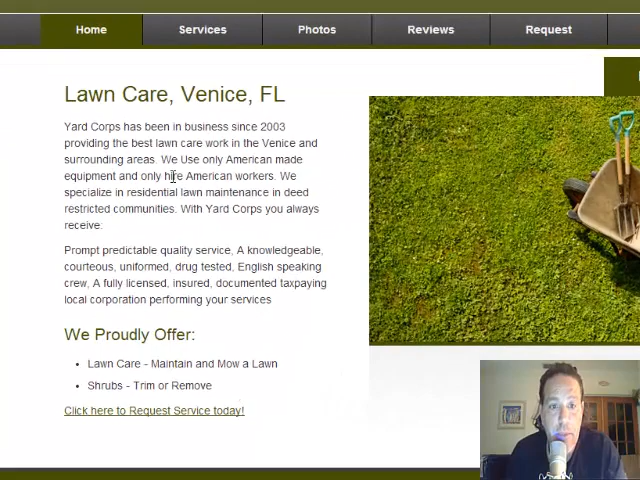 Home Services Photos Reviews Request
Lawn Care, Venice, FL
Yard Corps has been in business since 2003
providing the best lawn care work in the Venice and
surrounding areas. We Use only American made
equipment and only hire American workers. We
specialize in residential lawn maintenance in deed
restricted communities. With Yard Corps you always
receive:
Prompt predictable quality service, A knowledgeable,
courteous, uniformed, drug tested, English speaking
crew, A fully licensed, insured, documented taxpaying
local corporation performing your services
We Proudly Offer:
• Lawn Care - Maintain and Mow a Lawn
• Shrubs - Trim or Remove
Click here to Request Service today!